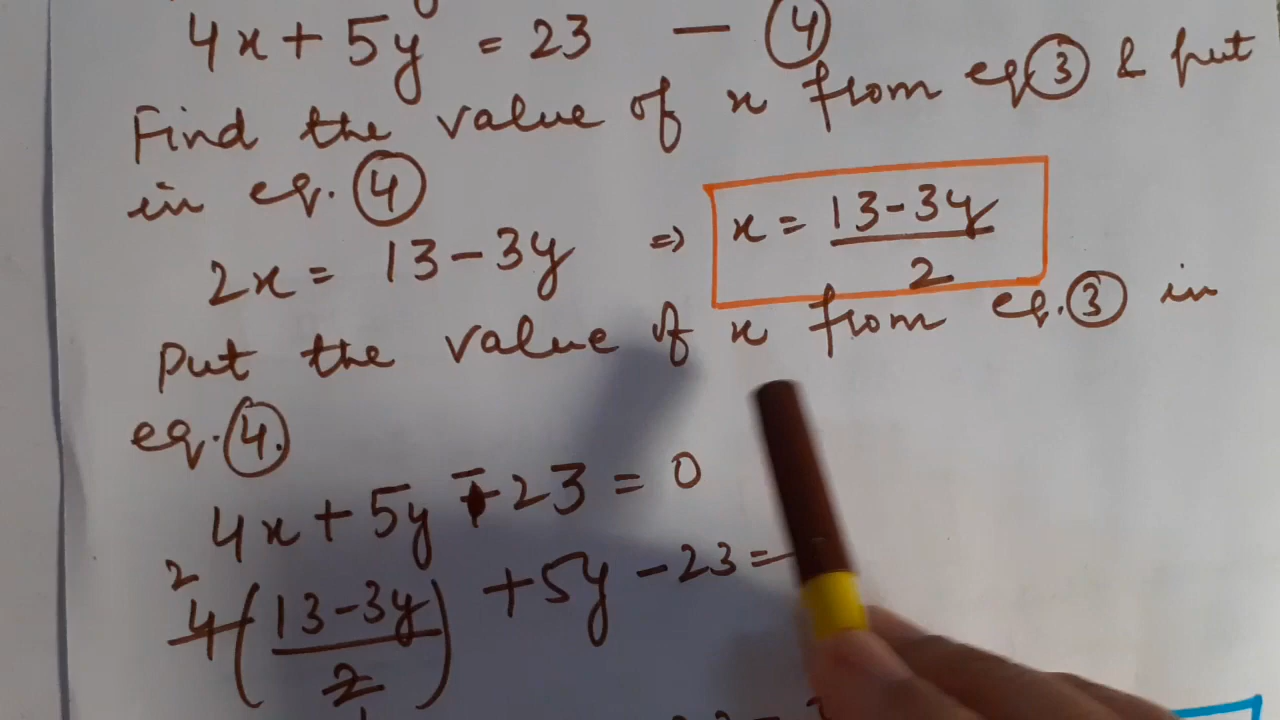 4x + 5y = 23 — ④
Find the value of x from eq ③ & put
in eq. ④
2x = 13 - 3y ⇒ x = 13-3y / 2
Put the value of x from eq. ③ in
eq. ④.
4x + 5y - 23 = 0
2
4 (13-3y / 2) + 5y - 23 =